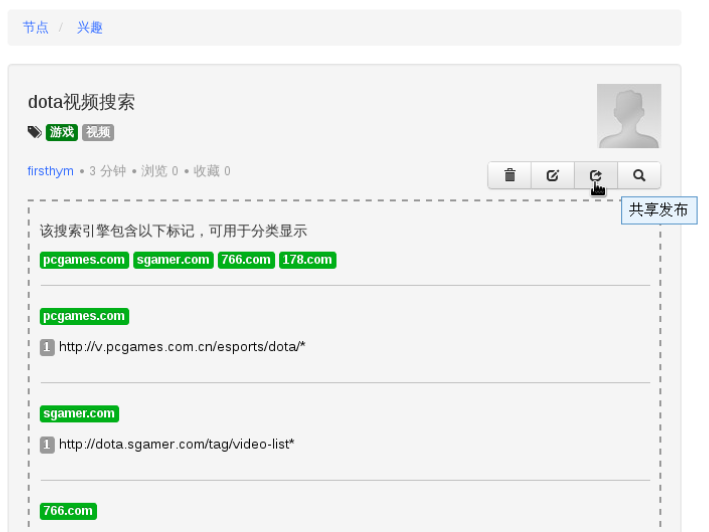 节点 / 兴趣
dota视频搜索
游戏 视频
firsthym • 3 分钟 • 浏览 0 • 收藏 0
共享发布
该搜索引擎包含以下标记，可用于分类显示
pcgames.com sgamer.com 766.com 178.com
pcgames.com
1 http://v.pcgames.com.cn/esports/dota/*
sgamer.com
1 http://dota.sgamer.com/tag/video-list*
766.com